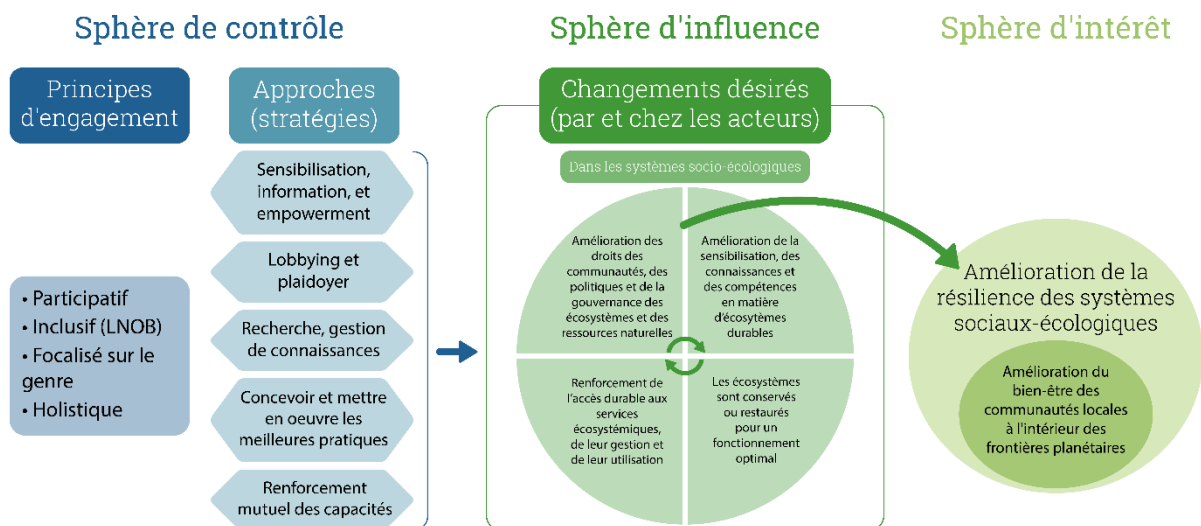 Sphère de contrôle
Sphère d'influence
Sphère d'intérêt
Principes
d'engagement
Approches
(stratégies)
Changements désirés
(par et chez les acteurs)
• Participatif
• Inclusif (LNOB)
• Focalisé sur le
genre
• Holistique
Sensibilisation,
information, et
empowerment
Lobbying et
plaidoyer
Recherche, gestion
de connaissances
Concevoir et mettre
en oeuvre les
meilleures pratiques
Renforcement
mutuel des capacités
Dans les systèmes socio-écologiques
Amélioration des
droits des
communautés, des
politiques et de la
gouvernance des
écosystèmes et des
ressources naturelles
Amélioration de la
sensibilisation, des
connaissances et
des compétences
en matière
d'écosystèmes
durables
Renforcement de
l'accès durable aux
services
écosystémiques,
de leur gestion et
de leur utilisation
Les écosystèmes
sont conservés
ou restaurés
pour un
fonctionnement
optimal
Amélioration de la
résilience des systèmes
sociaux-écologiques
Amélioration du
bien-être des
communautés locales
à l'intérieur des
frontières planétaires